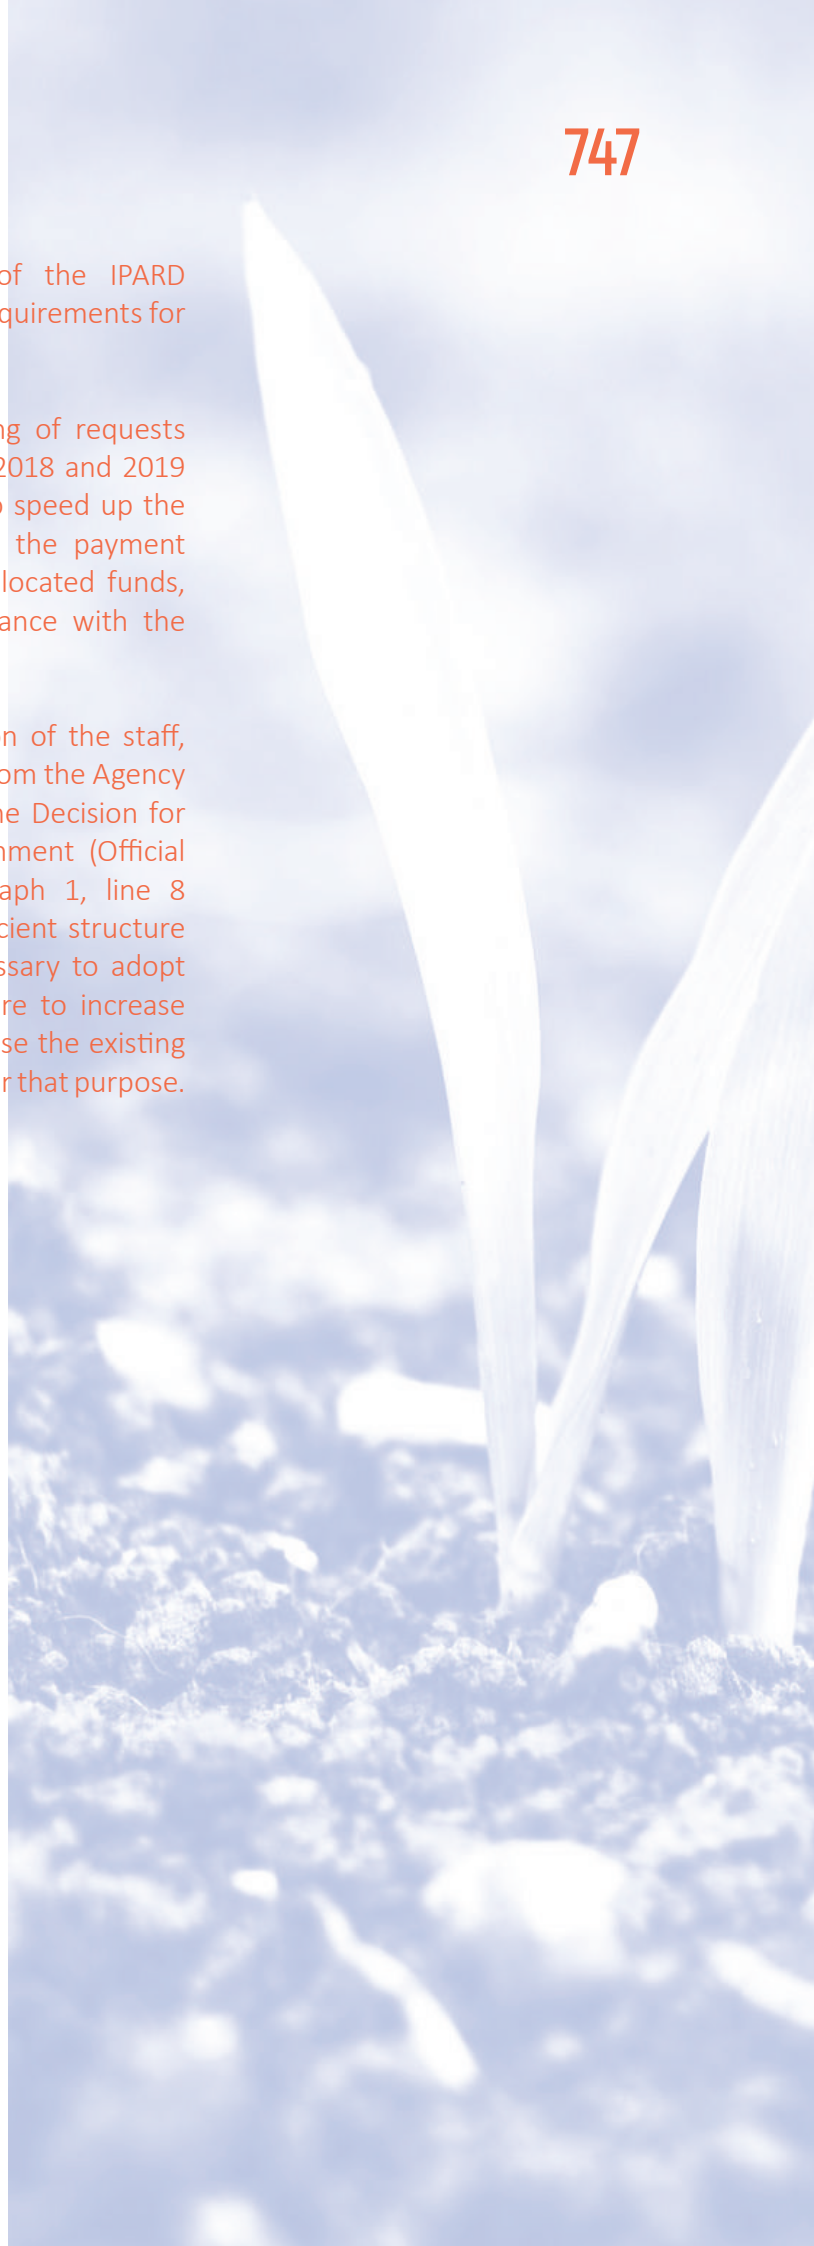 747
of the IPARD
quirements for
ng of requests
2018 and 2019
speed up the
the payment
located funds,
ance with the
n of the staff,
om the Agency
he Decision for
nment (Official
aph 1, line 8
cient structure
ssary to adopt
re to increase
se the existing
r that purpose.